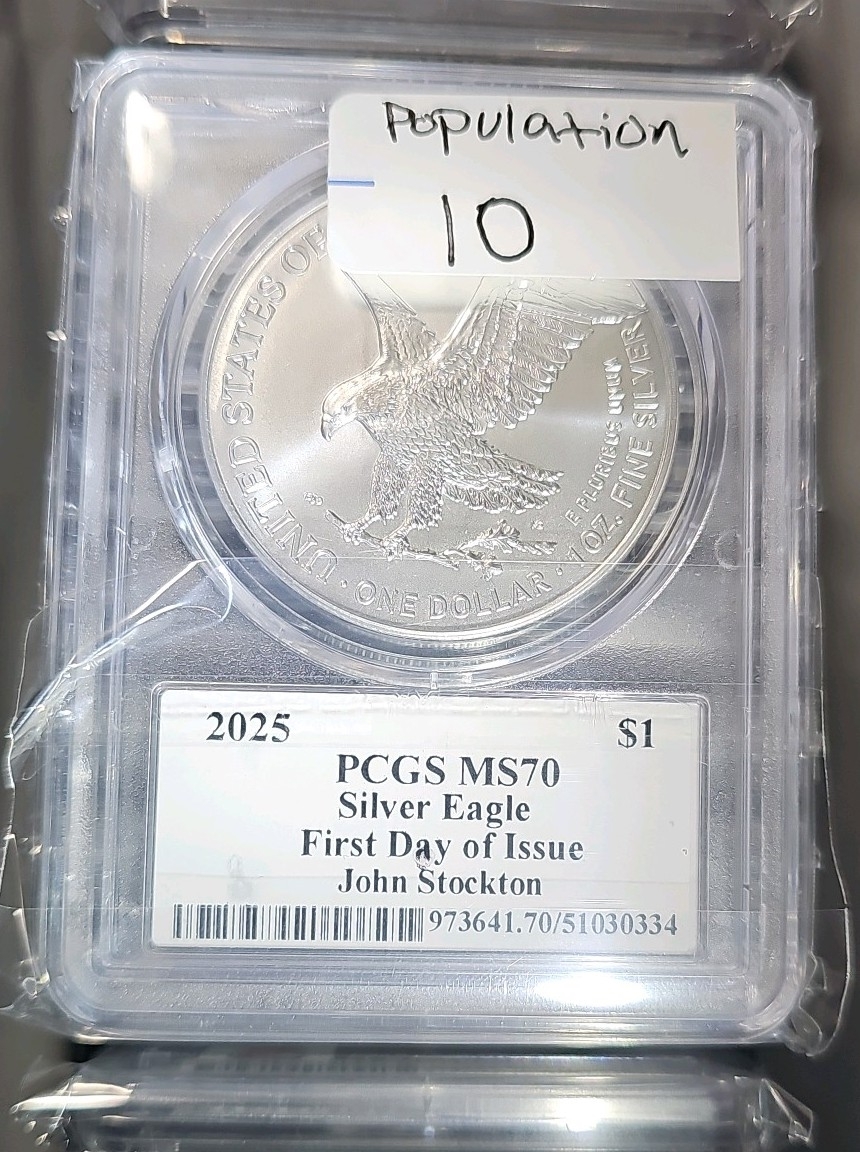 Population
10
UNITED STATES OF
E PLURIBUS UNUM
1 OZ. FINE SILVER
· ONE DOLLAR ·
2025 $1
PCGS MS70
Silver Eagle
First Day of Issue
John Stockton
973641.70/51030334